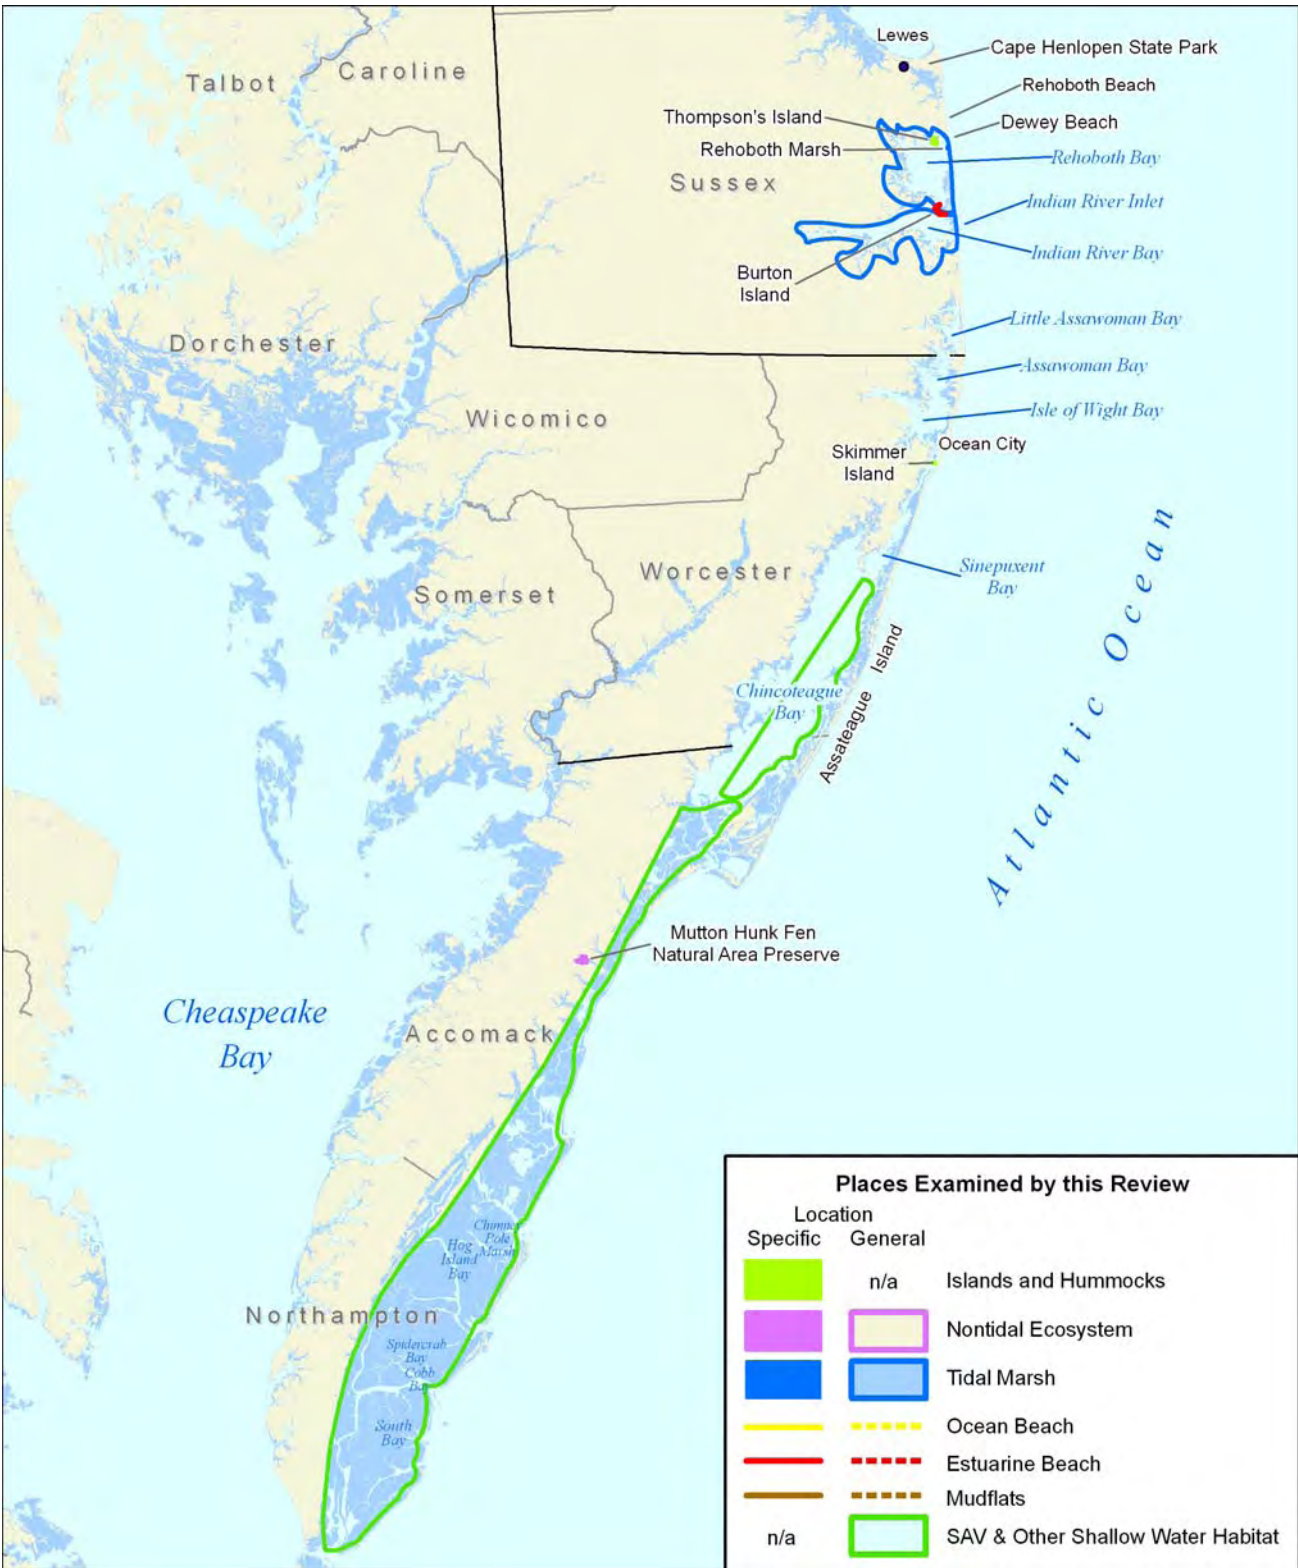 Lewes
Cape Henlopen State Park
Talbot
Caroline
Rehoboth Beach
Thompson's Island
Dewey Beach
Rehoboth Marsh
Rehoboth Bay
Sussex
Indian River Inlet
Indian River Bay
Burton
Island
Little Assawoman Bay
Dorchester
Assawoman Bay
Wicomico
Isle of Wight Bay
Ocean City
Skimmer
Island
Sinepuxent
Bay
Worcester
Somerset
Atlantic Ocean
Assateague Island
Chincoteague
Bay
Mutton Hunk Fen
Natural Area Preserve
Cheaspeake
Bay
Accomack
Chimney
Pole
Marsh
Hog
Island
Bay
Northampton
Spidercrab
Bay
Cobb
Bay
South
Bay
Places Examined by this Review
Location
Specific General
n/a Islands and Hummocks
Nontidal Ecosystem
Tidal Marsh
Ocean Beach
Estuarine Beach
Mudflats
n/a SAV & Other Shallow Water Habitat